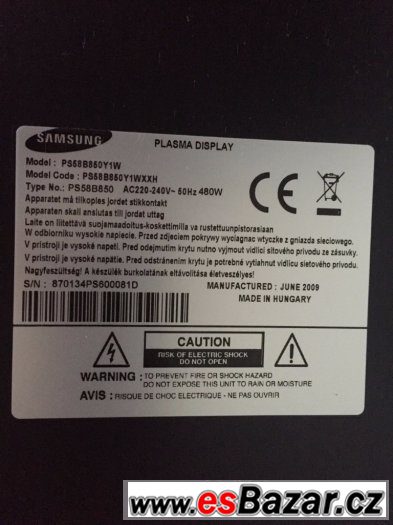 SAMSUNG
PLASMA DISPLAY
Model : PS58B850Y1W
Model Code : PS58B850Y1WXXH
Type No.: PS58B850 AC220-240V~ 50Hz 480W
Apparatet må tilkoples jordet stikkontakt
Apparaten skall anslutas till jordat uttag
Laite on liitettävä suojamaadoitus-koskettimilla va rustettuunpistorasiaan
W odbiorniku wysokie napiecie. Przed zdjeciem pokrywy wyciagnac wtyczke z gniazda sieciowego.
V pristroji je vysoké napetí. Pred odejmutím krytu nutno vyjmout vidlici sitového prívodu ze zásuvky.
V prístroji je vysoké napätie. Pred odstránením krytu je potrebné vytiahnut vidlicu sietového prívodu
Nagyfeszültség! A készülék burkolatának eltávolítása életveszélyes!
CE
S/N : 870134PS600081D
MANUFACTURED : JUNE 2009
MADE IN HUNGARY
CAUTION
RISK OF ELECTRIC SHOCK
DO NOT OPEN
WARNING : TO PREVENT FIRE OR SHOCK HAZARD
DO NOT EXPOSE THIS UNIT TO RAIN OR MOISTURE
AVIS : RISQUE DE CHOC ELECTRIQUE - NE PAS OUVRIR
www.esBazar.cz